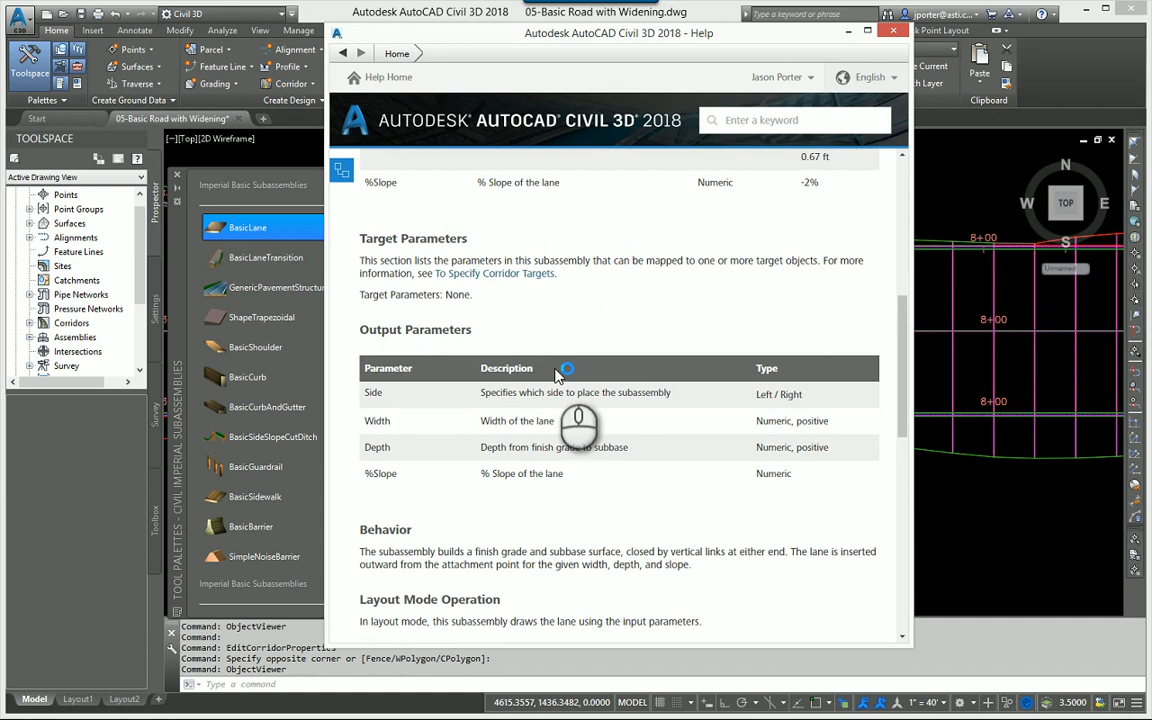 Autodesk AutoCAD Civil 3D 2018   05-Basic Road with Widening.dwg
Type a keyword or phrase
jporter@asti.c...
Civil 3D
C3D
Home Insert Annotate Modify Analyze View
Point Layout
Toolspace
Points
Surfaces
Traverse
Parcel
Feature Line
Grading
Alignment
Profile
Corridor
Palettes
Create Ground Data
Create Design
Paste
Clipboard
Start
05-Basic Road with Widening*
TOOLSPACE
Active Drawing View
Points
Point Groups
Surfaces
Alignments
Feature Lines
Sites
Catchments
Pipe Networks
Pressure Networks
Corridors
Assemblies
Intersections
Survey
Prospector
Settings
Survey
Toolbox
[−][Top][2D Wireframe]
TOOL PALETTES - CIVIL IMPERIAL SUBASSEMBLIES
Imperial Basic Subassemblies
BasicLane
BasicLaneTransition
GenericPavementStructur
ShapeTrapezoidal
BasicShoulder
BasicCurb
BasicCurbAndGutter
BasicSideSlopeCutDitch
BasicGuardrail
BasicSidewalk
BasicBarrier
SimpleNoiseBarrier
Imperial Basic Subassemblies
Autodesk AutoCAD Civil 3D 2018 - Help
Home
Help Home
Jason Porter
English
AUTODESK® AUTOCAD® CIVIL 3D® 2018
Enter a keyword
0.67 ft
%Slope % Slope of the lane Numeric -2%
Target Parameters
This section lists the parameters in this subassembly that can be mapped to one or more target objects. For more
information, see To Specify Corridor Targets.
Target Parameters: None.
Output Parameters
Parameter Description Type
Side Specifies which side to place the subassembly Left / Right
Width Width of the lane Numeric, positive
Depth Depth from finish grade to subbase Numeric, positive
%Slope % Slope of the lane Numeric
Behavior
The subassembly builds a finish grade and subbase surface, closed by vertical links at either end. The lane is inserted
outward from the attachment point for the given width, depth, and slope.
Layout Mode Operation
In layout mode, this subassembly draws the lane using the input parameters.
N
W TOP E
S
Unnamed
8+00
8+00
8+00
Command: ObjectViewer
Command:
Command: EditCorridorProperties
Command: Specify opposite corner or [Fence/WPolygon/CPolygon]:
Command: ObjectViewer
Type a command
Model Layout1 Layout2 +
4615.3557, 1436.3482, 0.0000 MODEL
1" = 40'
3.5000